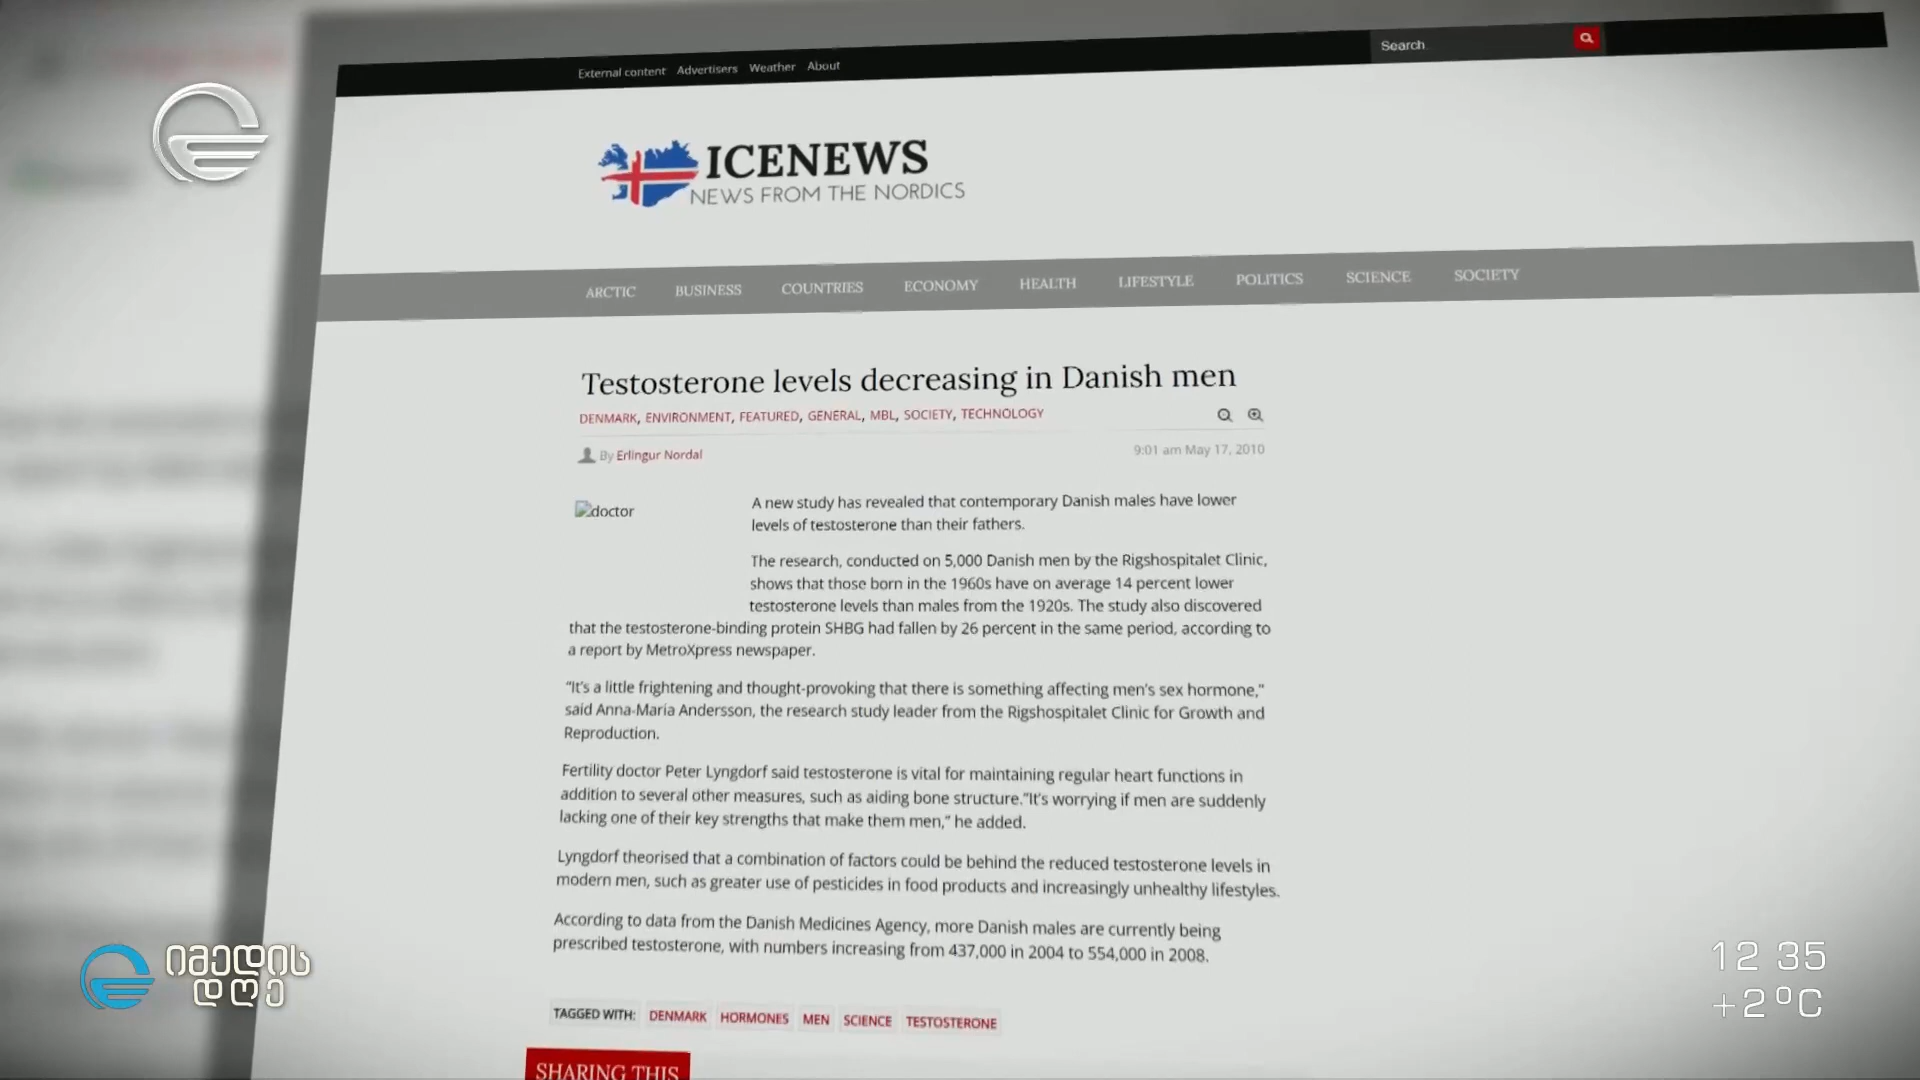 External content Advertisers Weather About
Search
ICENEWS
NEWS FROM THE NORDICS
ARCTIC BUSINESS COUNTRIES ECONOMY HEALTH LIFESTYLE POLITICS SCIENCE SOCIETY
Testosterone levels decreasing in Danish men
DENMARK, ENVIRONMENT, FEATURED, GENERAL, MBL, SOCIETY, TECHNOLOGY
By Erlingur Nordal
9:01 am May 17, 2010
doctor
A new study has revealed that contemporary Danish males have lower
levels of testosterone than their fathers.
The research, conducted on 5,000 Danish men by the Rigshospitalet Clinic,
shows that those born in the 1960s have on average 14 percent lower
testosterone levels than males from the 1920s. The study also discovered
that the testosterone-binding protein SHBG had fallen by 26 percent in the same period, according to
a report by MetroXpress newspaper.
“It’s a little frightening and thought-provoking that there is something affecting men’s sex hormone,”
said Anna-Maria Andersson, the research study leader from the Rigshospitalet Clinic for Growth and
Reproduction.
Fertility doctor Peter Lyngdorf said testosterone is vital for maintaining regular heart functions in
addition to several other measures, such as aiding bone structure.“It’s worrying if men are suddenly
lacking one of their key strengths that make them men,” he added.
Lyngdorf theorised that a combination of factors could be behind the reduced testosterone levels in
modern men, such as greater use of pesticides in food products and increasingly unhealthy lifestyles.
According to data from the Danish Medicines Agency, more Danish males are currently being
prescribed testosterone, with numbers increasing from 437,000 in 2004 to 554,000 in 2008.
TAGGED WITH: DENMARK HORMONES MEN SCIENCE TESTOSTERONE
SHARING THIS
იმედის
დღე
12 35
+2°C